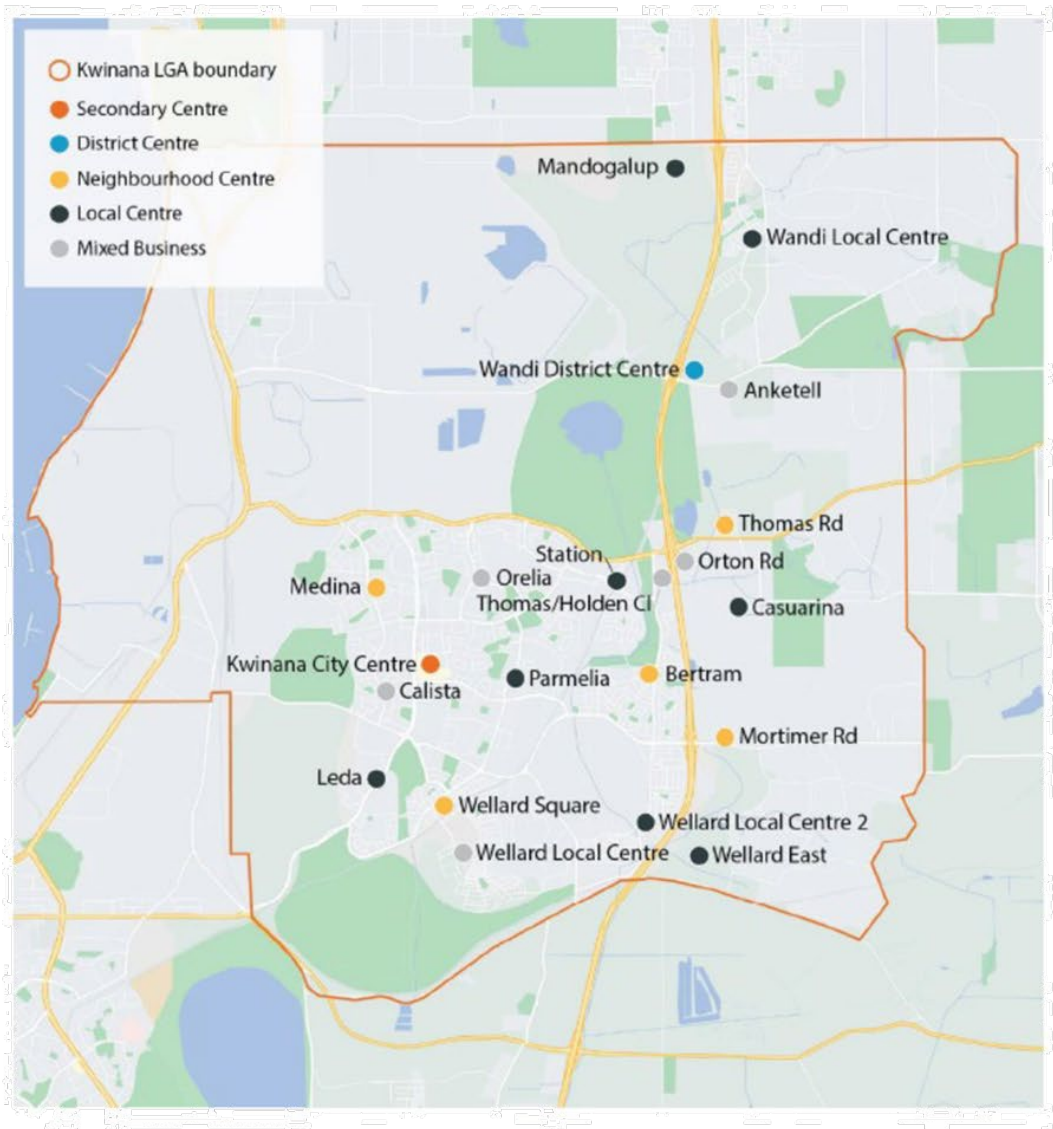 Kwinana LGA boundary
Secondary Centre
District Centre
Neighbourhood Centre
Local Centre
Mixed Business
Mandogalup
Wandi Local Centre
Wandi District Centre
Anketell
Thomas Rd
Station
Orton Rd
Orelia
Medina
Thomas/Holden Cl
Casuarina
Kwinana City Centre
Bertram
Parmelia
Calista
Mortimer Rd
Leda
Wellard Square
Wellard Local Centre 2
Wellard Local Centre
Wellard East